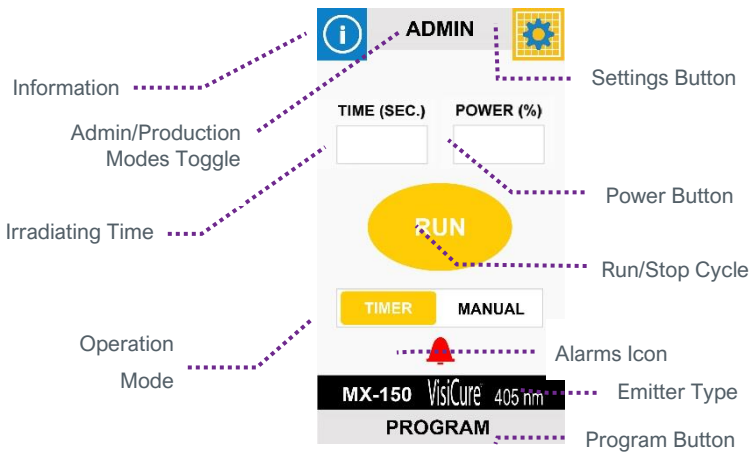 i
ADMIN
Information
Settings Button
TIME (SEC.)
POWER (%)
Admin/Production
Modes Toggle
Power Button
Irradiating Time
RUN
Run/Stop Cycle
TIMER
MANUAL
Operation
Mode
Alarms Icon
MX-150 VisiCure® 405 nm
Emitter Type
PROGRAM
Program Button